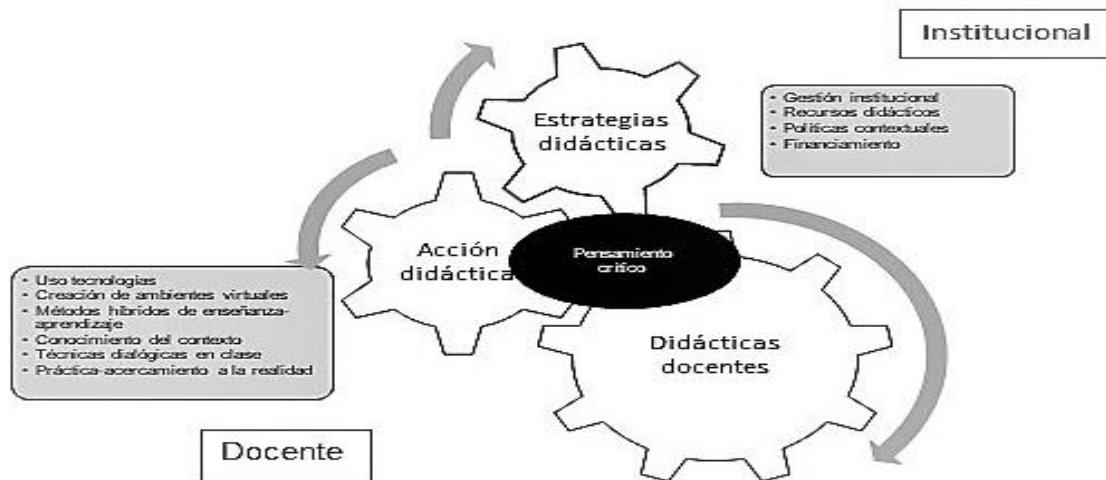 Institucional
Estrategias
didácticas
• Gestión institucional
• Recursos didácticos
• Políticas contextuales
• Financiamiento
Acción
didáctica
Pensamiento
crítico
• Uso tecnologías
• Creación de ambientes virtuales
• Métodos híbridos de enseñanza-
aprendizaje
• Conocimiento del contexto
• Técnicas dialógicas en clase
• Práctica-acercamiento a la realidad
Didácticas
docentes
Docente